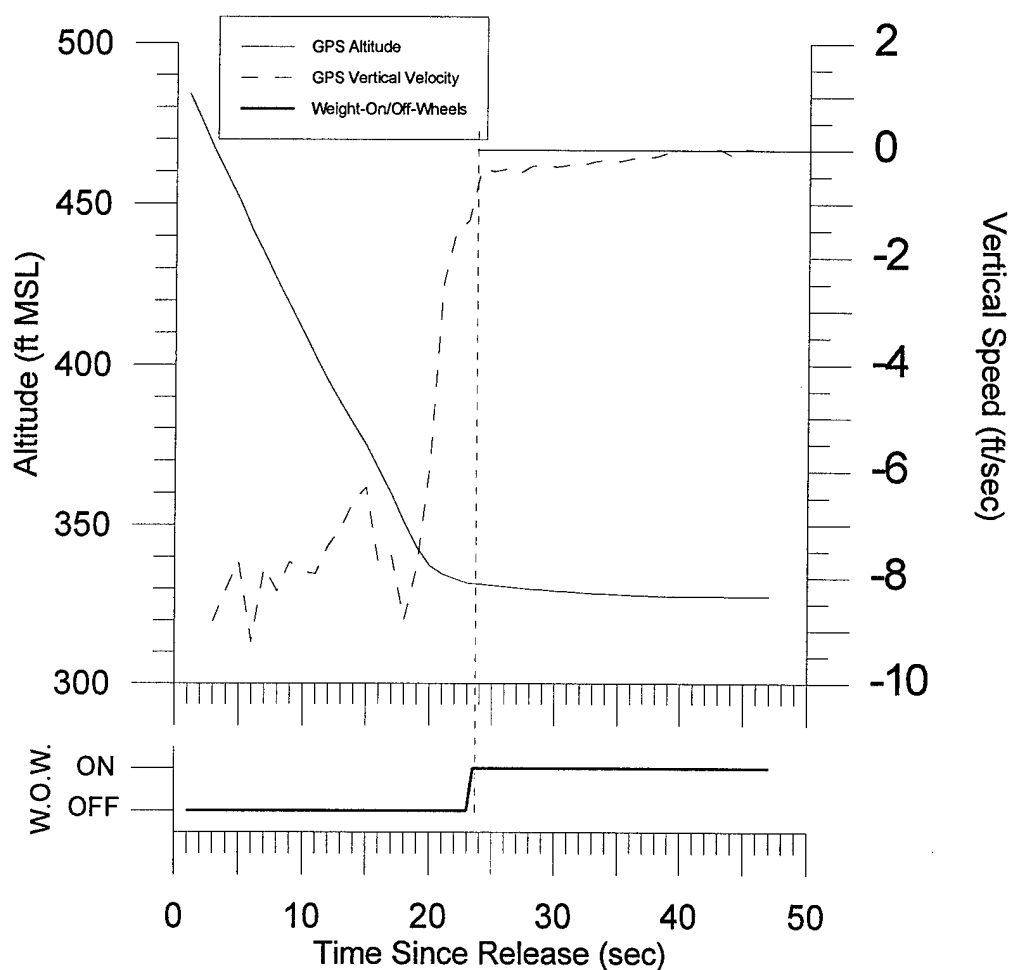 GPS Altitude
GPS Vertical Velocity
Weight-On/Off-Wheels
500
450
400
350
300
Altitude (ft MSL)
2
0
-2
-4
-6
-8
-10
Vertical Speed (ft/sec)
W.O.W.
ON
OFF
0 10 20 30 40 50
Time Since Release (sec)